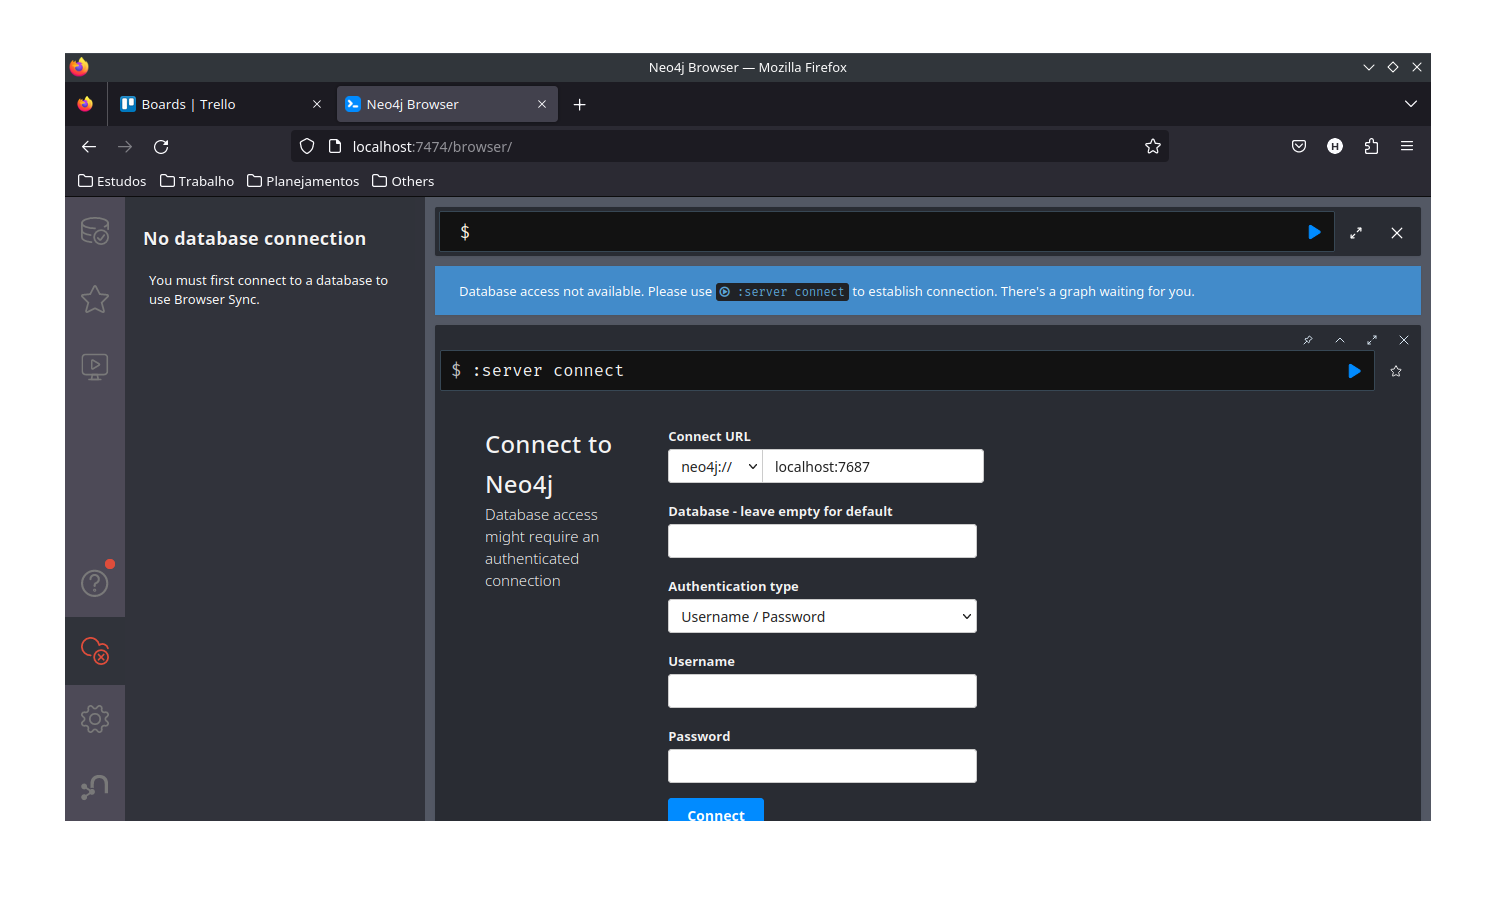 Neo4j Browser — Mozilla Firefox
Boards | Trello
Neo4j Browser
localhost:7474/browser/
H
Estudos
Trabalho
Planejamentos
Others
No database connection
You must first connect to a database to
use Browser Sync.
$
Database access not available. Please use :server connect to establish connection. There's a graph waiting for you.
$ :server connect
Connect to
Neo4j
Database access
might require an
authenticated
connection
Connect URL
neo4j://
localhost:7687
Database - leave empty for default
Authentication type
Username / Password
Username
Password
Connect